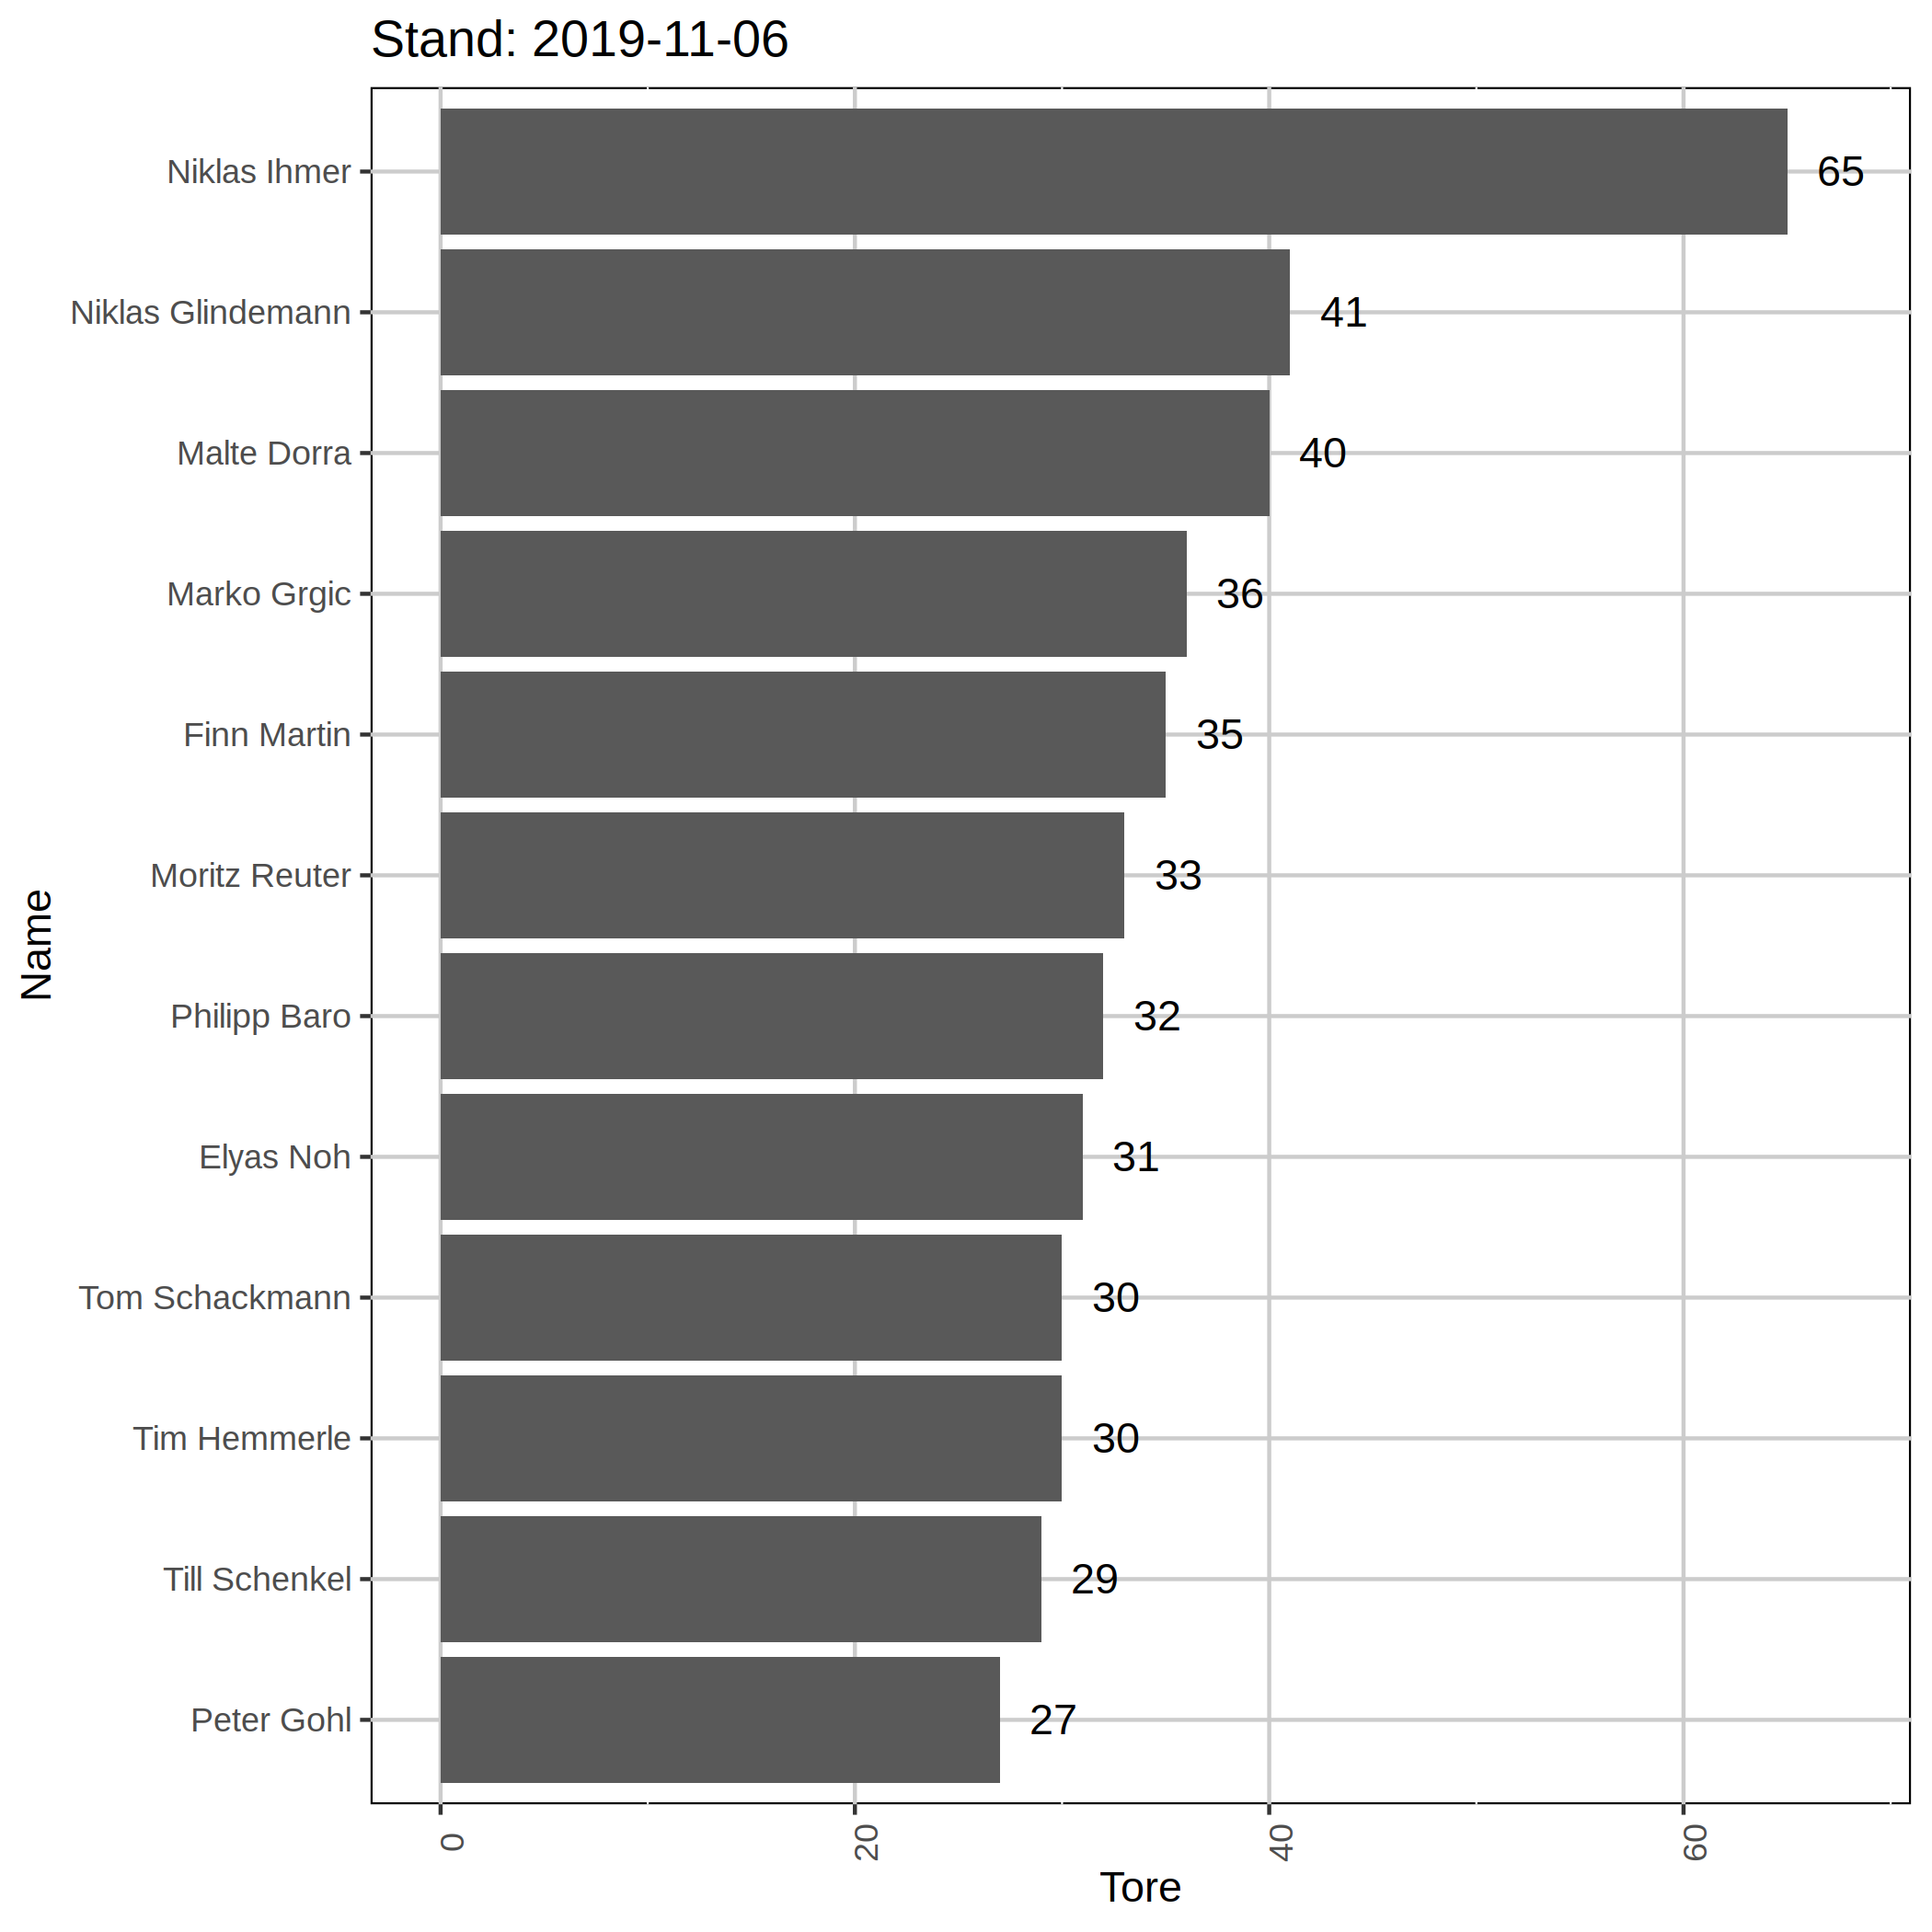 Stand: 2019-11-06
Niklas Ihmer 65
Niklas Glindemann 41
Malte Dorra 40
Marko Grgic 36
Finn Martin 35
Moritz Reuter 33
Philipp Baro 32
Elyas Noh 31
Tom Schackmann 30
Tim Hemmerle 30
Till Schenkel 29
Peter Gohl 27
Name
0 20 40 60
Tore